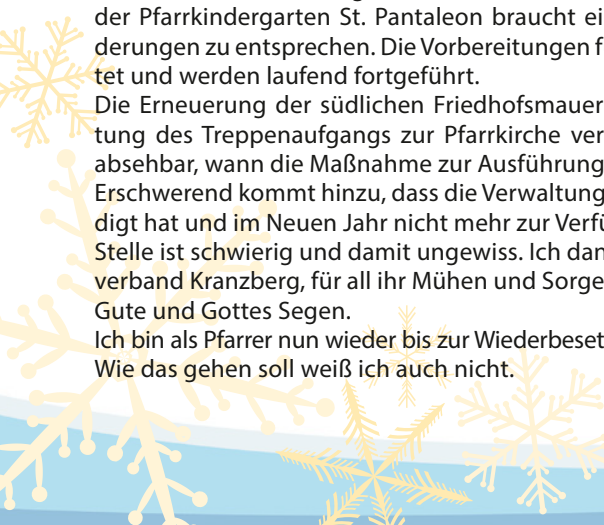 der Pfarrkindergarten St. Pantaleon braucht ei
derungen zu entsprechen. Die Vorbereitungen f
tet und werden laufend fortgeführt.
Die Erneuerung der südlichen Friedhofsmauer
tung des Treppenaufgangs zur Pfarrkirche ver
absehbar, wann die Maßnahme zur Ausführung
Erschwerend kommt hinzu, dass die Verwaltung
digt hat und im Neuen Jahr nicht mehr zur Verfü
Stelle ist schwierig und damit ungewiss. Ich dan
verband Kranzberg, für all ihr Mühen und Sorge
Gute und Gottes Segen.
Ich bin als Pfarrer nun wieder bis zur Wiederbeset
Wie das gehen soll weiß ich auch nicht.